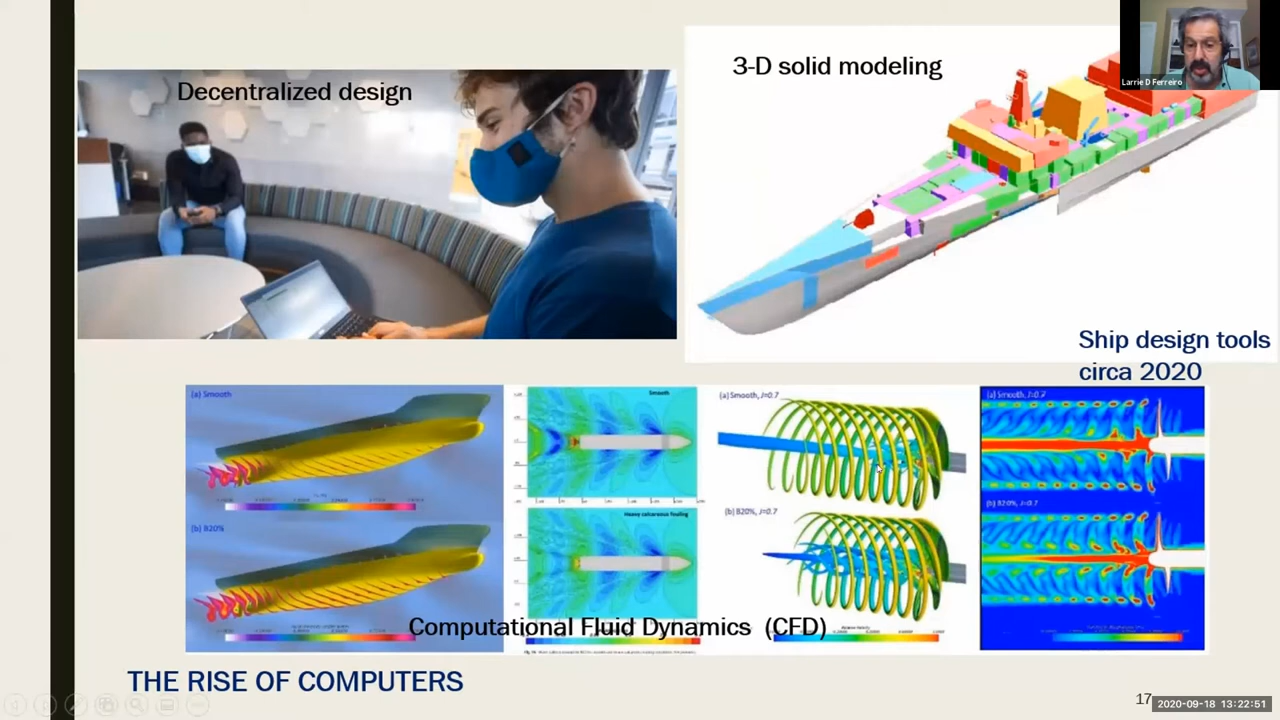 Decentralized design
3-D solid modeling
Larrie D Ferreiro
Ship design tools
circa 2020
(a) Smooth
Smooth
(a) Smooth, J=0.7
(a) Smooth, J=0.7
(b) B20%
Heavy calcareous fouling
(b) B20%, J=0.7
(b) B20%, J=0.7
Computational Fluid Dynamics (CFD)
THE RISE OF COMPUTERS
17
2020-09-18 13:22:51